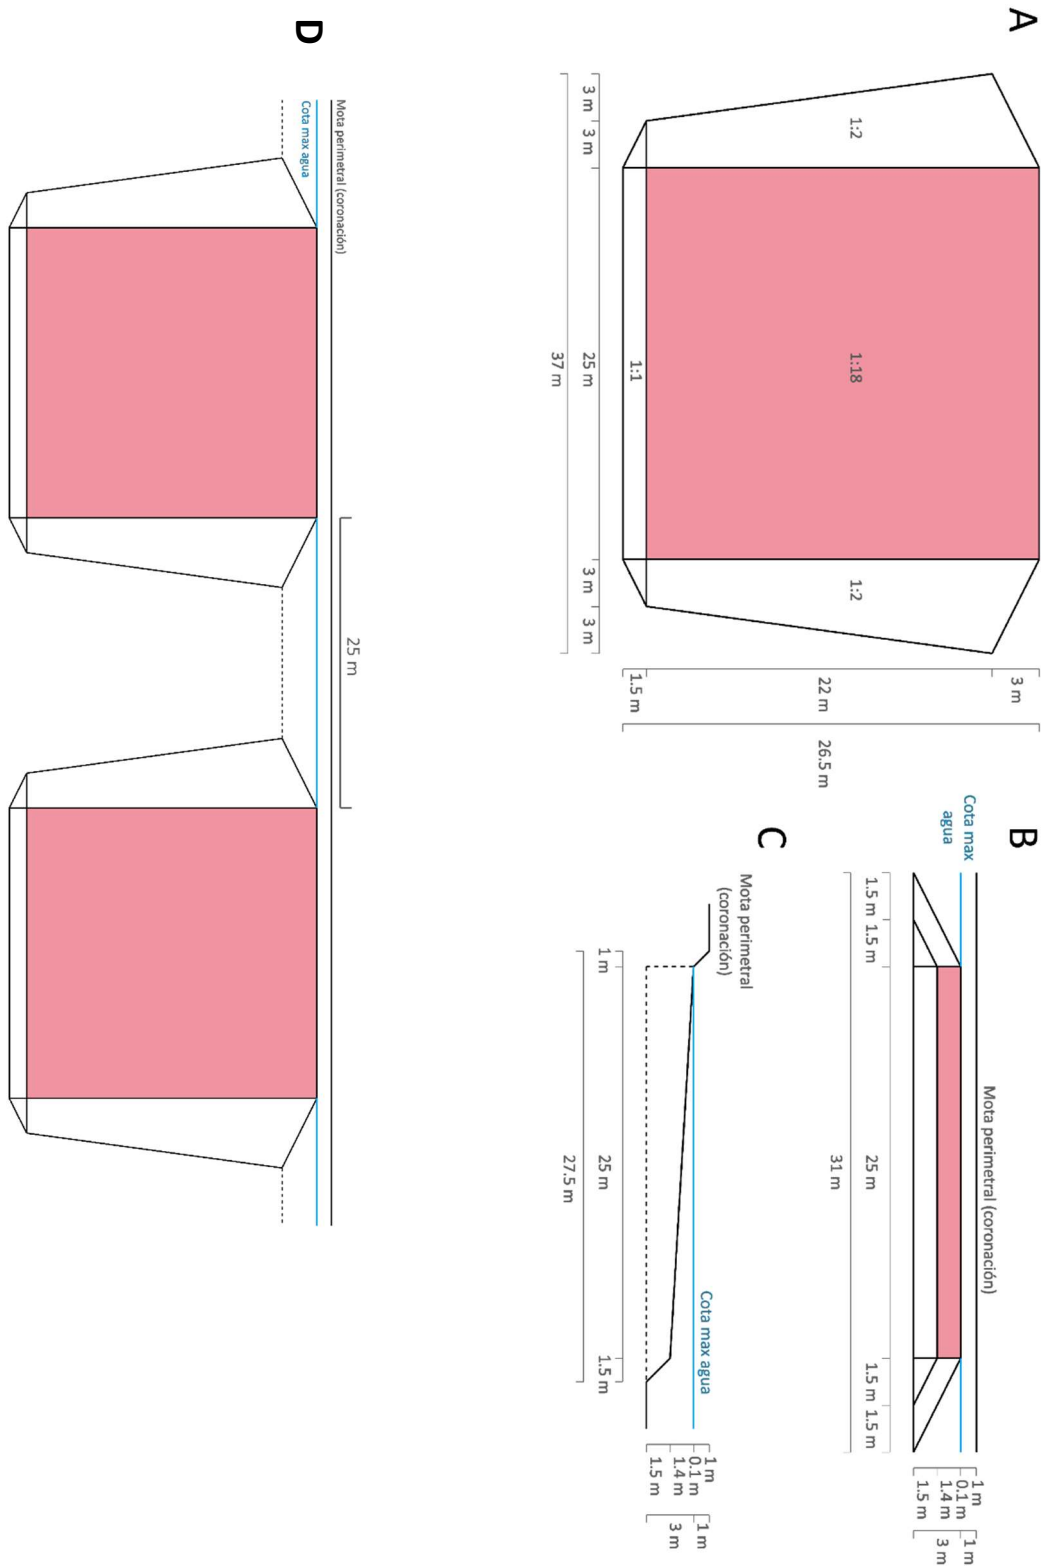 A
1:2
1:18
1:2
1:1
3 m
3 m
25 m
3 m
3 m
37 m
3 m
22 m
1.5 m
26.5 m
B
Cota max
agua
Mota perimetral (coronación)
1.5 m
1.5 m
25 m
1.5 m
1.5 m
31 m
1 m
0.1 m
1.4 m
1.5 m
1 m
3 m
C
Mota perimetral
(coronación)
Cota max agua
1 m
25 m
1.5 m
27.5 m
1 m
0.1 m
1.4 m
1.5 m
1 m
3 m
D
Mota perimetral (coronación)
Cota max agua
25 m